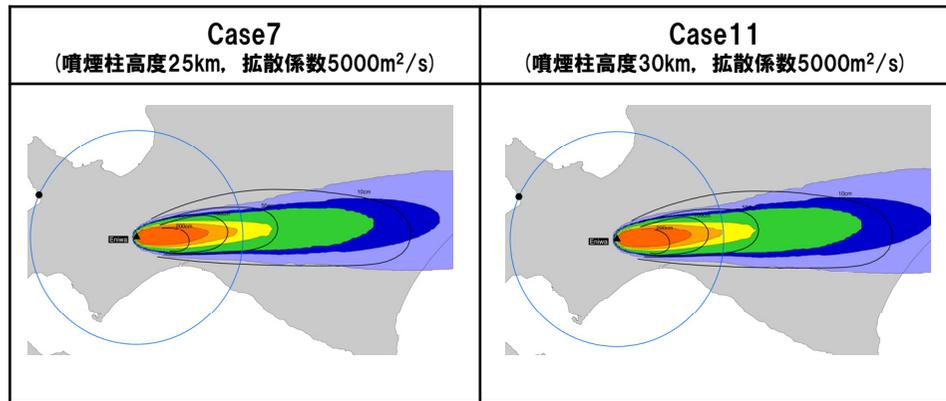 Case7
(噴煙柱高度25km, 拡散係数5000m²/s)
10cm
200cm
Eniwa
Case11
(噴煙柱高度30km, 拡散係数5000m²/s)
10cm
200cm
Eniwa